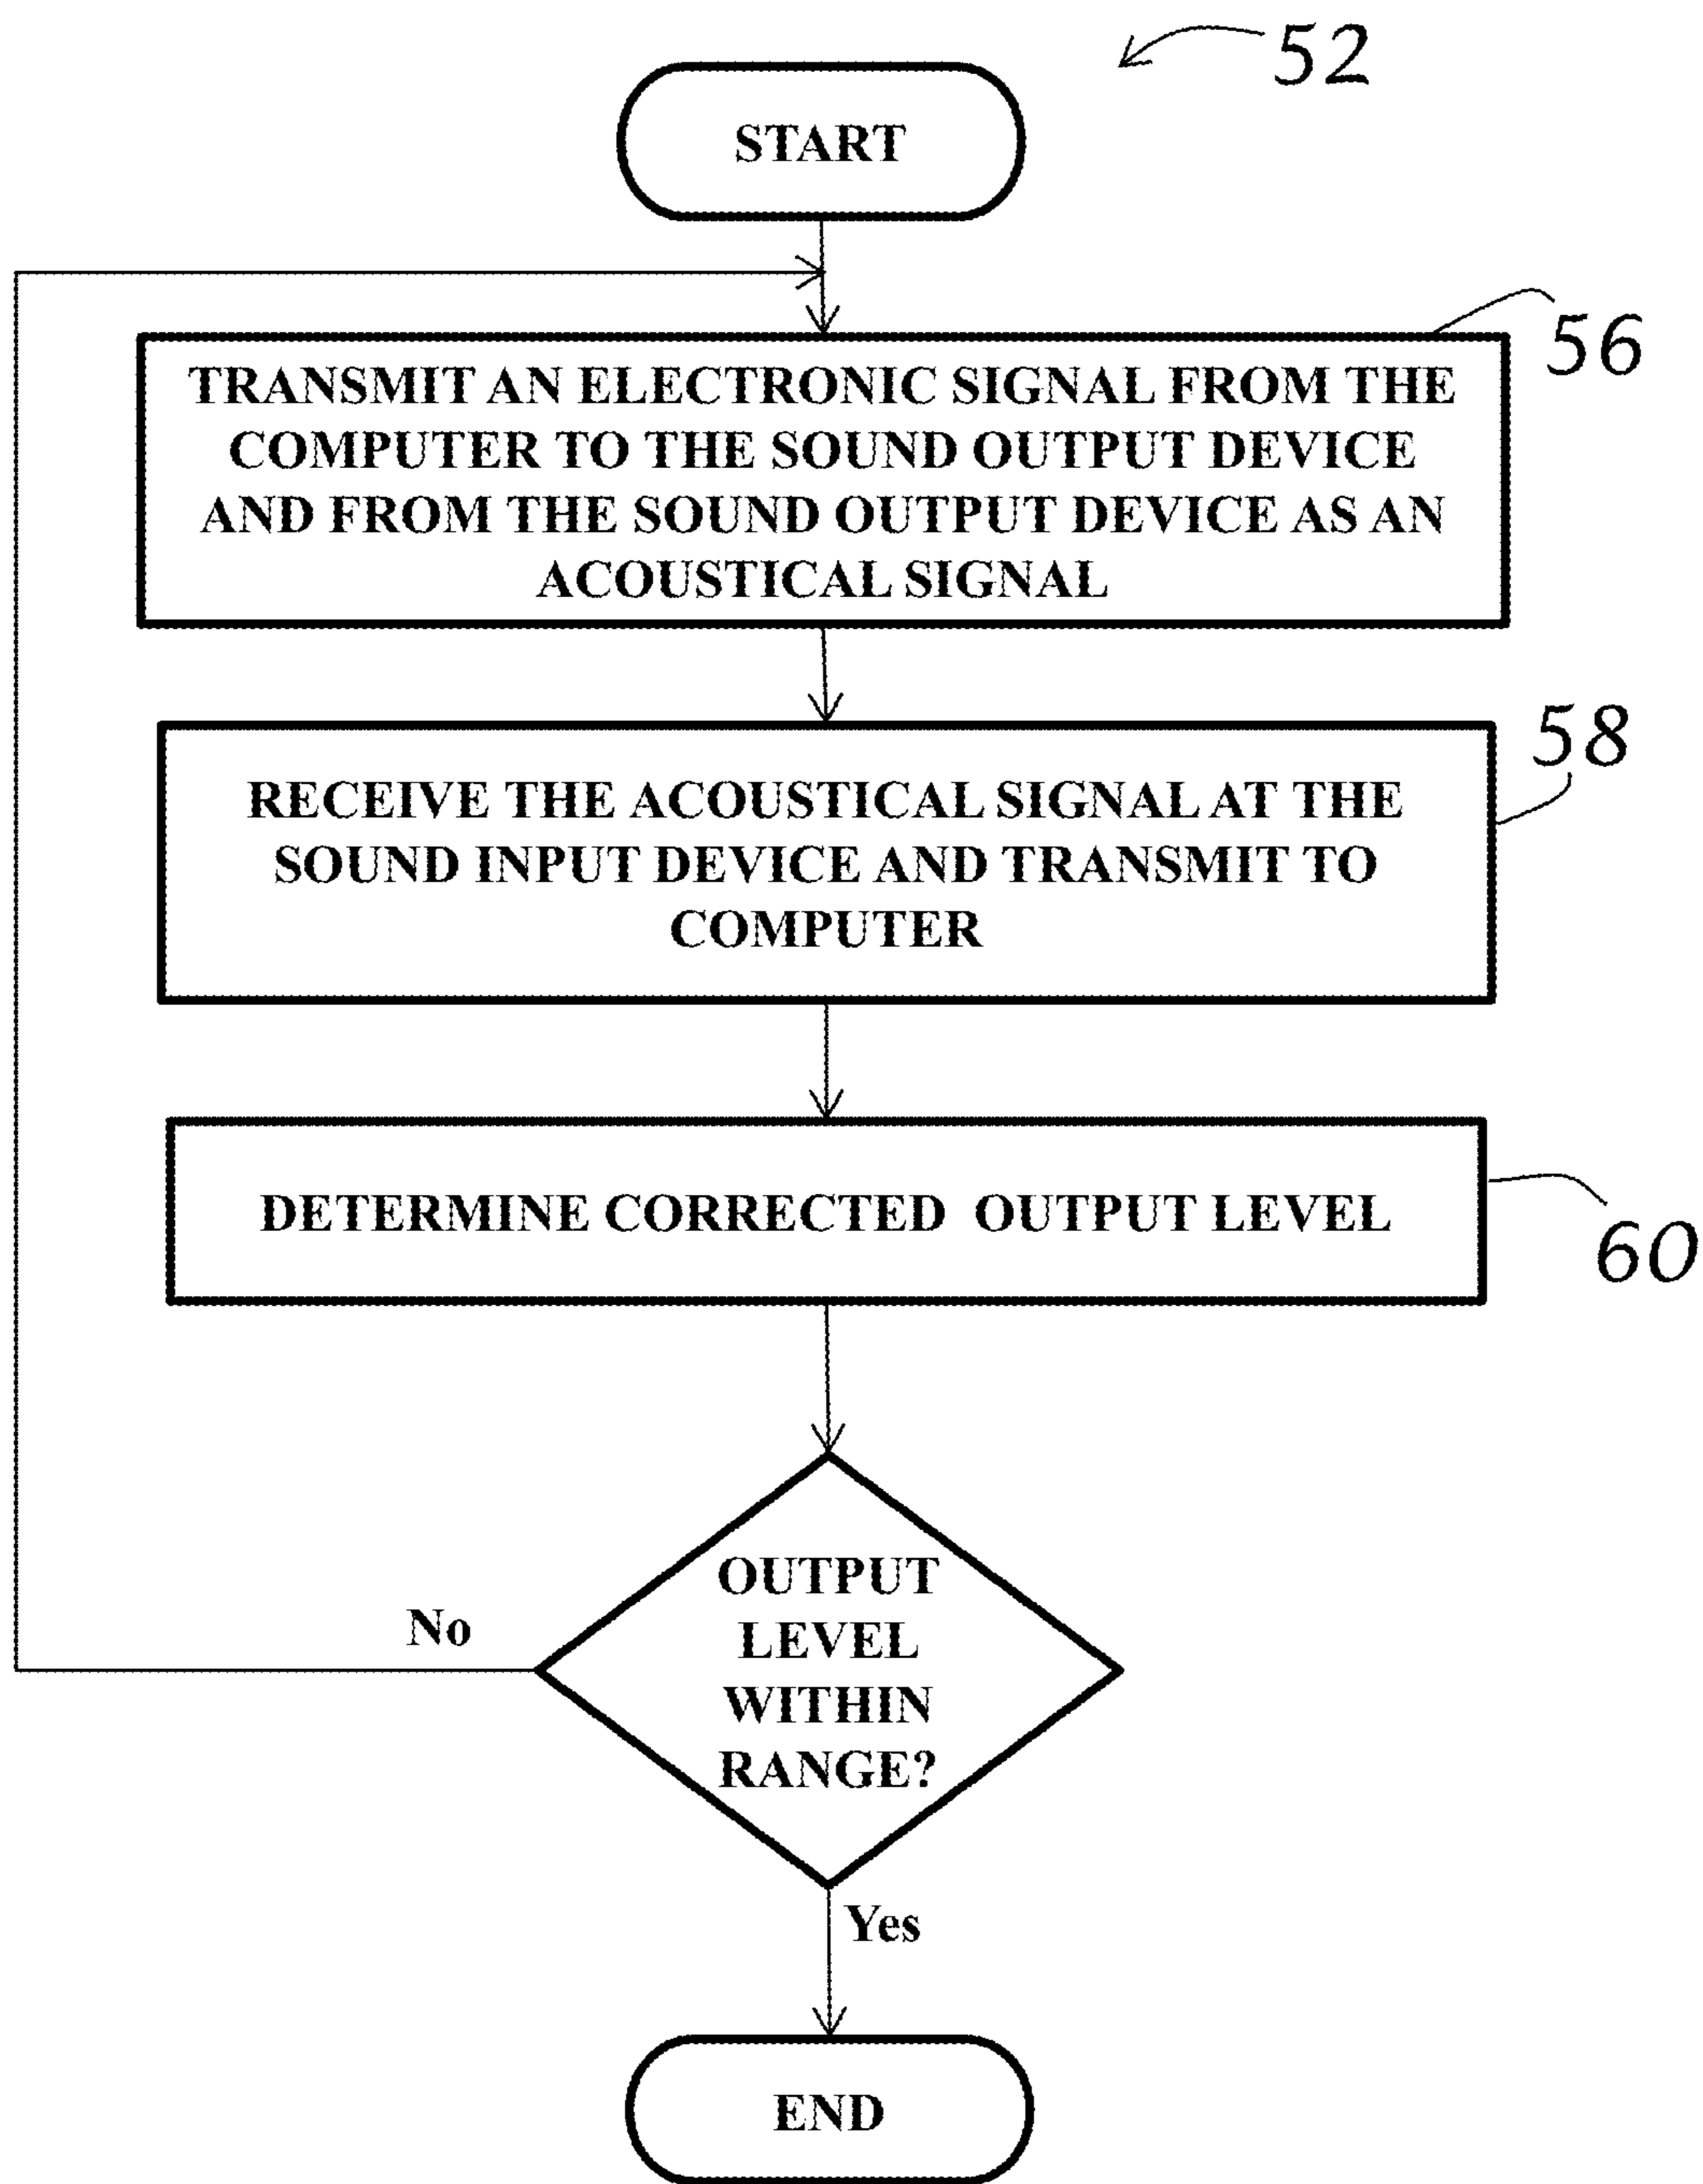 52
START
56
TRANSMIT AN ELECTRONIC SIGNAL FROM THE
COMPUTER TO THE SOUND OUTPUT DEVICE
AND FROM THE SOUND OUTPUT DEVICE AS AN
ACOUSTICAL SIGNAL
58
RECEIVE THE ACOUSTICAL SIGNAL AT THE
SOUND INPUT DEVICE AND TRANSMIT TO
COMPUTER
DETERMINE CORRECTED OUTPUT LEVEL
60
OUTPUT
LEVEL
WITHIN
RANGE?
No
Yes
END